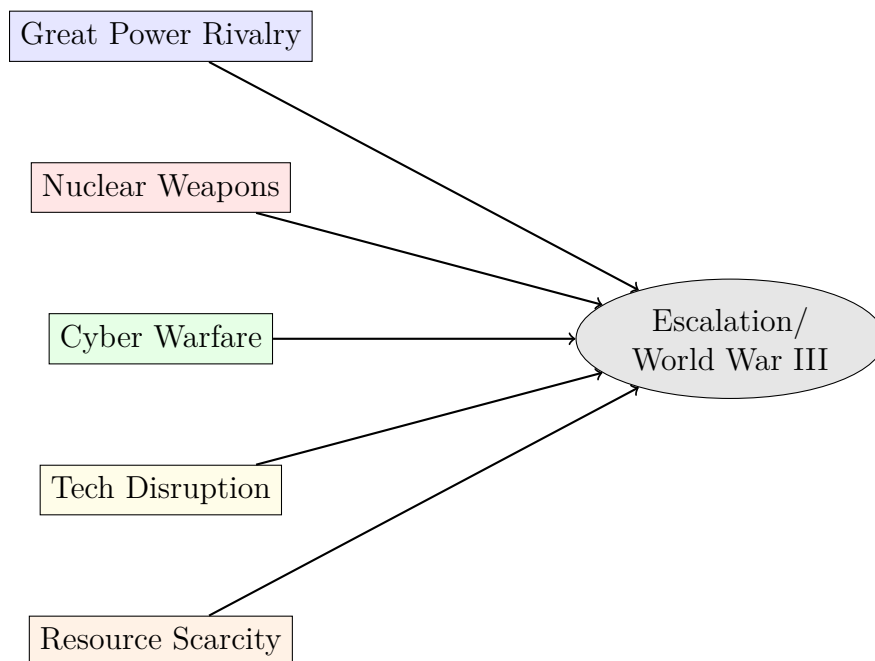 Great Power Rivalry
Nuclear Weapons
Cyber Warfare
Escalation/
World War III
Tech Disruption
Resource Scarcity